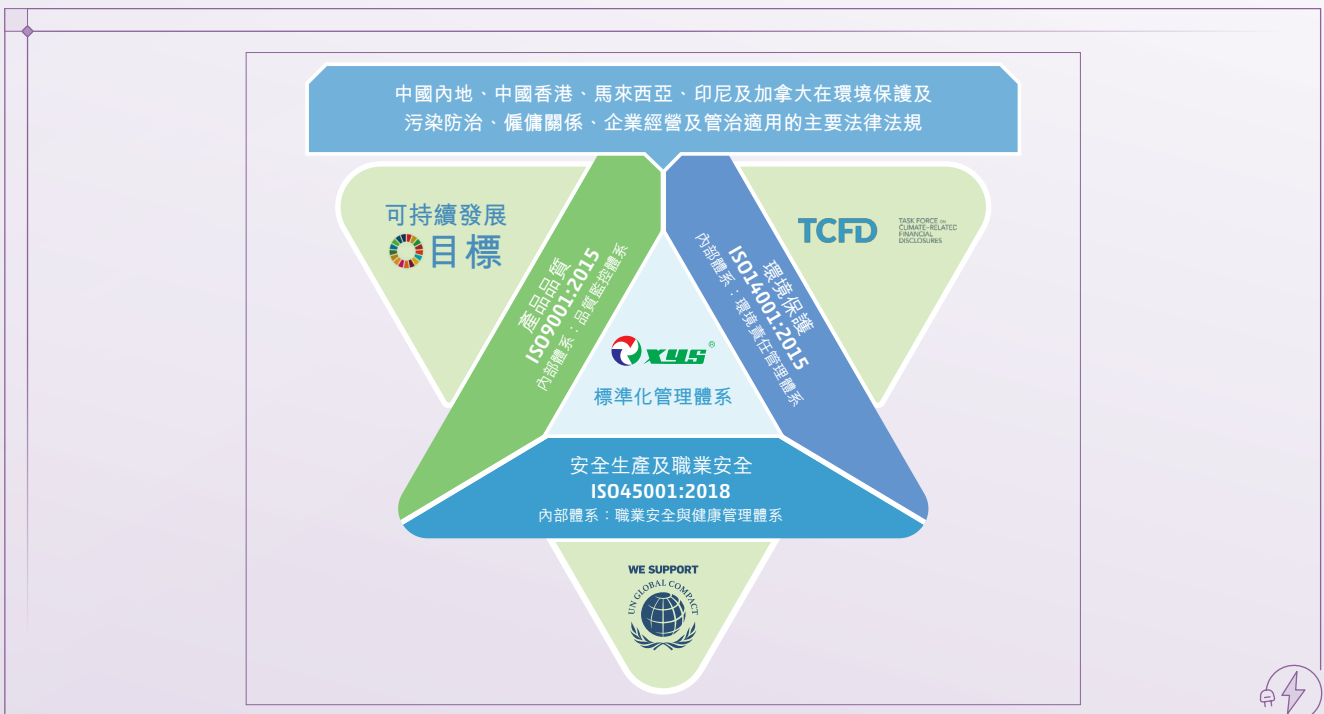 中國內地、中國香港、馬來西亞、印尼及加拿大在環境保護及
污染防治、僱傭關係、企業經營及管治適用的主要法律法規
可持續發展
目標
TCFD
TASK FORCE ON
CLIMATE-RELATED
FINANCIAL
DISCLOSURES
產品品質
ISO9001:2015
內部體系：品質監控體系
環境保護
ISO14001:2015
內部體系：環境責任管理體系
XYS®
標準化管理體系
安全生產及職業安全
ISO45001:2018
內部體系：職業安全與健康管理體系
WE SUPPORT
UN GLOBAL COMPACT